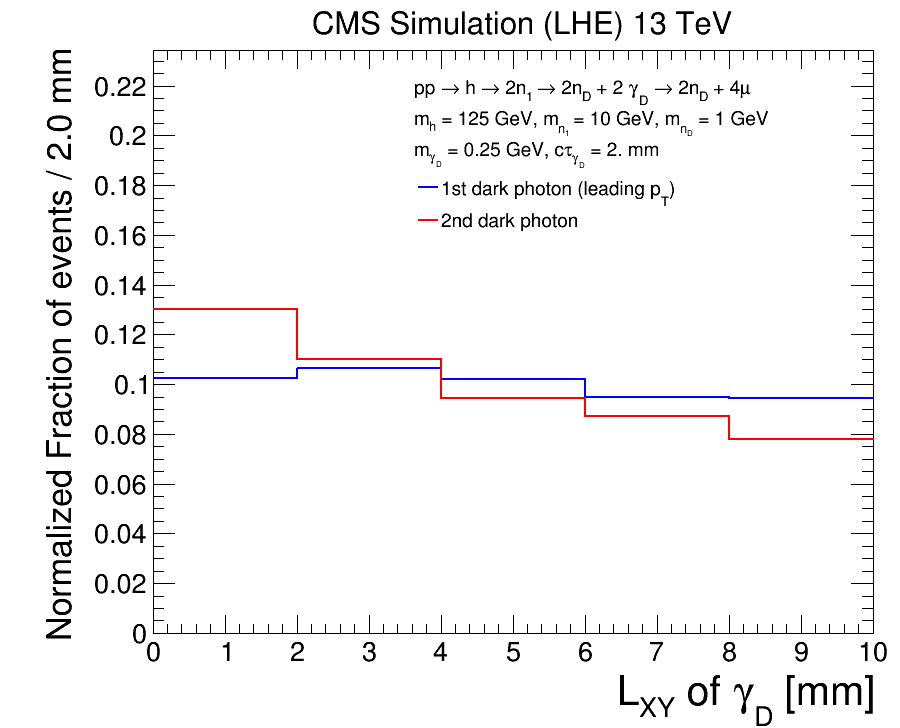 CMS Simulation (LHE) 13 TeV
pp → h → 2n1 → 2nD + 2 γD → 2nD + 4μ
mh = 125 GeV, mn1 = 10 GeV, mnD = 1 GeV
mγD = 0.25 GeV, cτγD = 2. mm
1st dark photon (leading pT)
2nd dark photon
Normalized Fraction of events / 2.0 mm
0.22
0.2
0.18
0.16
0.14
0.12
0.1
0.08
0.06
0.04
0.02
0
0 1 2 3 4 5 6 7 8 9 10
LXY of γD [mm]